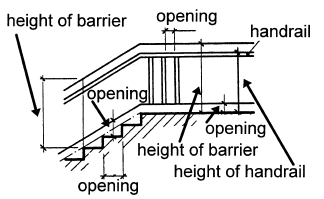 opening
height of barrier
handrail
opening
opening
height of barrier
height of handrail
opening